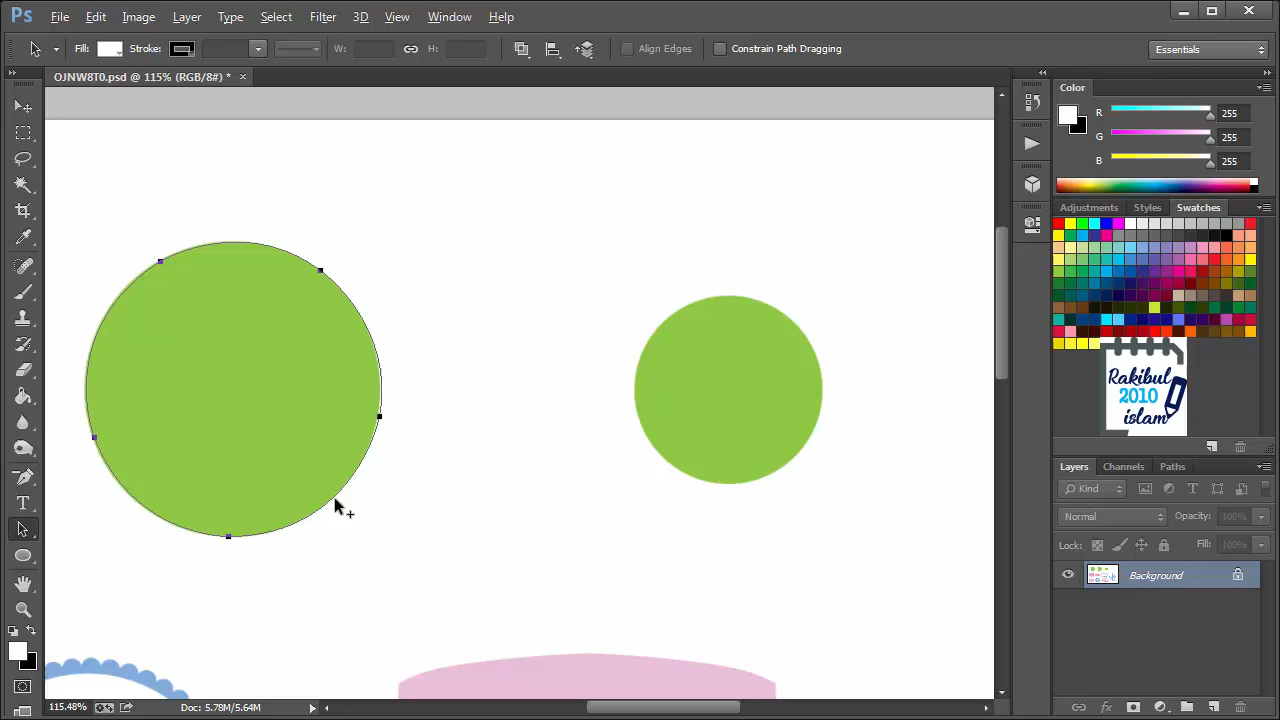 Ps File Edit Image Layer Type Select Filter 3D View Window Help
Fill: Stroke: W: H: Align Edges Constrain Path Dragging Essentials
OJNW8T0.psd @ 115% (RGB/8#) *
Color
R 255
G 255
B 255
Adjustments Styles Swatches
Rakibul
2010
islam
Layers Channels Paths
Kind
Normal Opacity: 100%
Lock: Fill: 100%
Background
115.48% Doc: 5.78M/5.64M